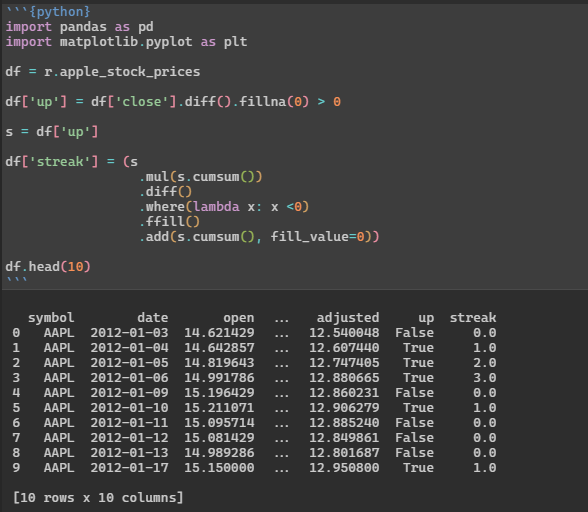 ```{python}
import pandas as pd
import matplotlib.pyplot as plt
df = r.apple_stock_prices
df['up'] = df['close'].diff().fillna(0) > 0
s = df['up']
df['streak'] = (s
.mul(s.cumsum())
.diff()
.where(lambda x: x <0)
.ffill()
.add(s.cumsum(), fill_value=0))
df.head(10)
```
symbol date open ... adjusted up streak
0 AAPL 2012-01-03 14.621429 ... 12.540048 False 0.0
1 AAPL 2012-01-04 14.642857 ... 12.607440 True 1.0
2 AAPL 2012-01-05 14.819643 ... 12.747405 True 2.0
3 AAPL 2012-01-06 14.991786 ... 12.880665 True 3.0
4 AAPL 2012-01-09 15.196429 ... 12.860231 False 0.0
5 AAPL 2012-01-10 15.211071 ... 12.906279 True 1.0
6 AAPL 2012-01-11 15.095714 ... 12.885240 False 0.0
7 AAPL 2012-01-12 15.081429 ... 12.849861 False 0.0
8 AAPL 2012-01-13 14.989286 ... 12.801687 False 0.0
9 AAPL 2012-01-17 15.150000 ... 12.950800 True 1.0
[10 rows x 10 columns]